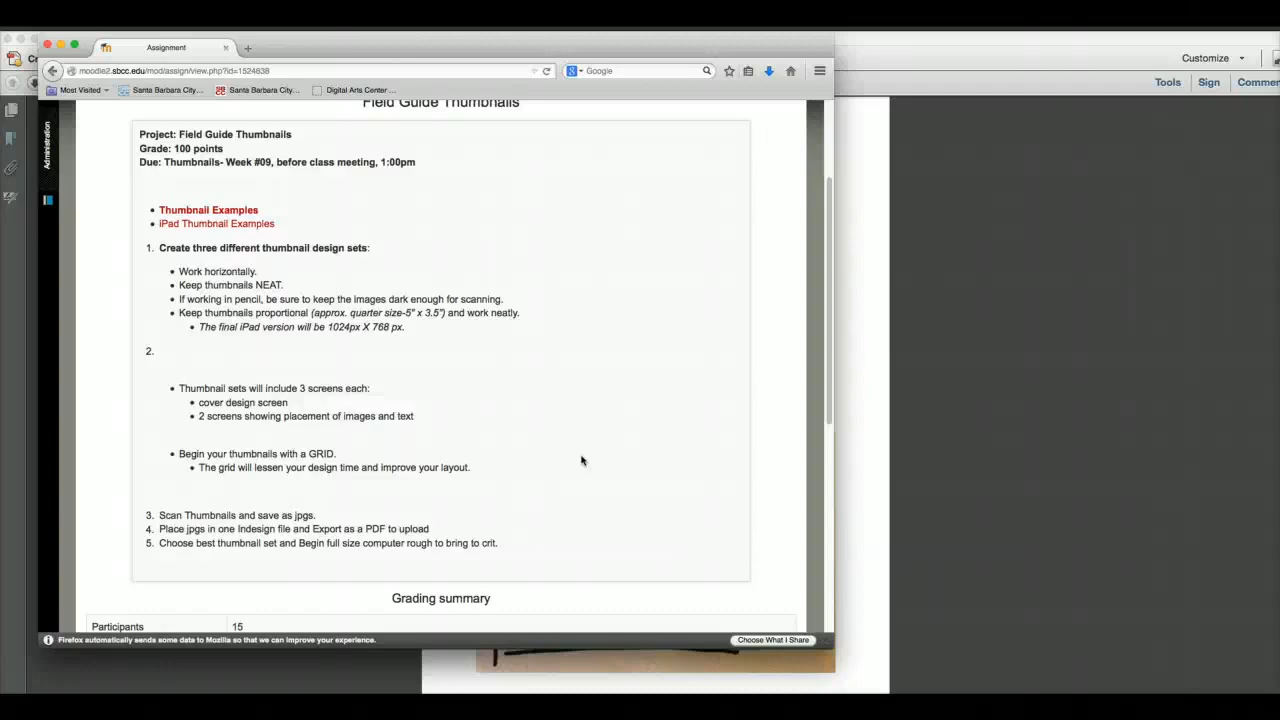 Assignment
Customize
moodle2.sbcc.edu/mod/assign/view.php?id=1524638
Google
Most Visited
Santa Barbara City...
Santa Barbara City...
Digital Arts Center ...
Tools
Sign
Commer
Administration
Field Guide Thumbnails
Project: Field Guide Thumbnails
Grade: 100 points
Due: Thumbnails- Week #09, before class meeting, 1:00pm
Thumbnail Examples
iPad Thumbnail Examples
1. Create three different thumbnail design sets:
Work horizontally.
Keep thumbnails NEAT.
If working in pencil, be sure to keep the images dark enough for scanning.
Keep thumbnails proportional (approx. quarter size-5" x 3.5") and work neatly.
The final iPad version will be 1024px X 768 px.
2.
Thumbnail sets will include 3 screens each:
cover design screen
2 screens showing placement of images and text
Begin your thumbnails with a GRID.
The grid will lessen your design time and improve your layout.
3. Scan Thumbnails and save as jpgs.
4. Place jpgs in one Indesign file and Export as a PDF to upload
5. Choose best thumbnail set and Begin full size computer rough to bring to crit.
Grading summary
Participants 15
Firefox automatically sends some data to Mozilla so that we can improve your experience.
Choose What I Share